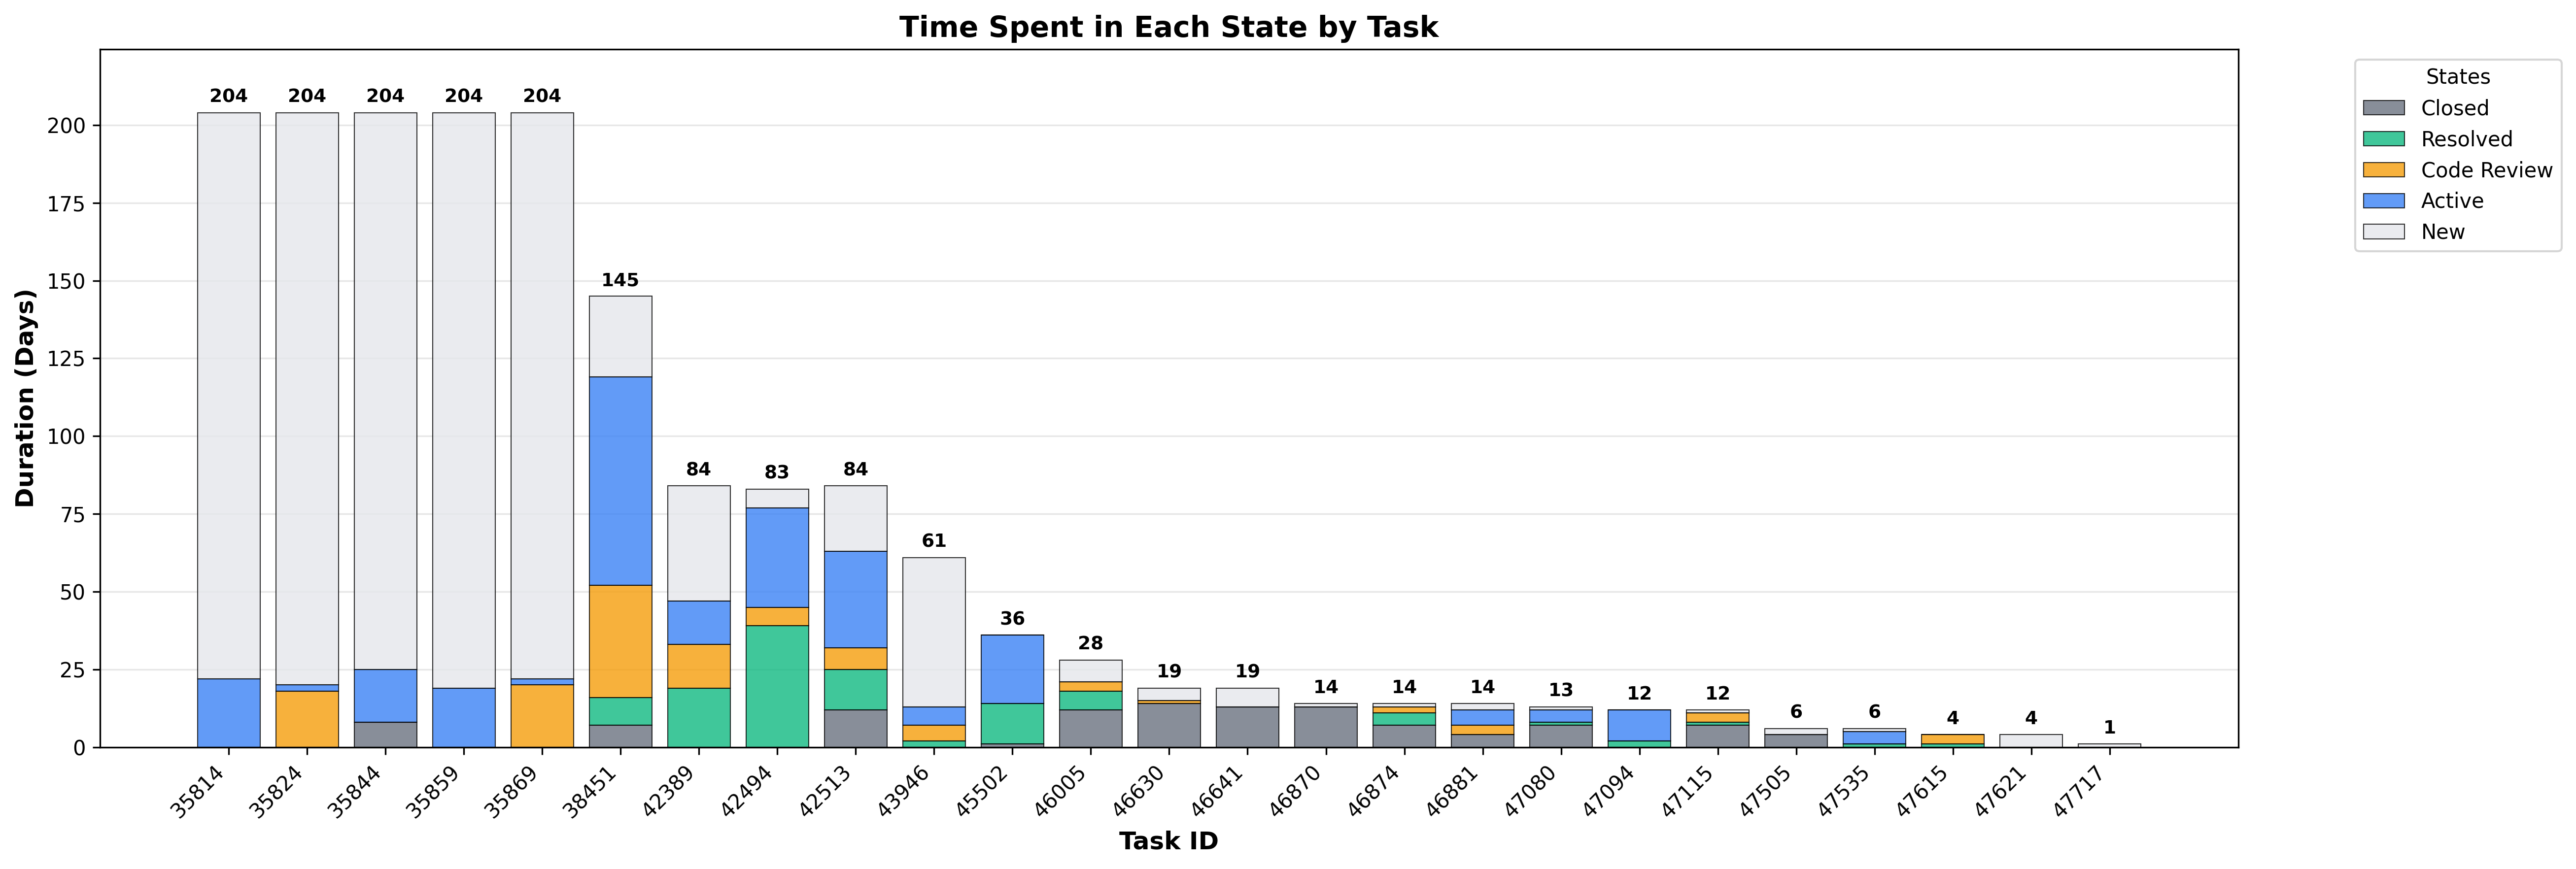 Time Spent in Each State by Task
States
Closed
Resolved
Code Review
Active
New
Duration (Days)
200
175
150
125
100
75
50
25
0
204 204 204 204 204 145 84 83 84 61 36 28 19 19 14 14 14 13 12 12 6 6 4 4 1
35814 35824 35844 35859 35869 38451 42389 42494 42513 43946 45502 46005 46630 46641 46870 46874 46881 47080 47094 47115 47505 47535 47615 47621 47717
Task ID